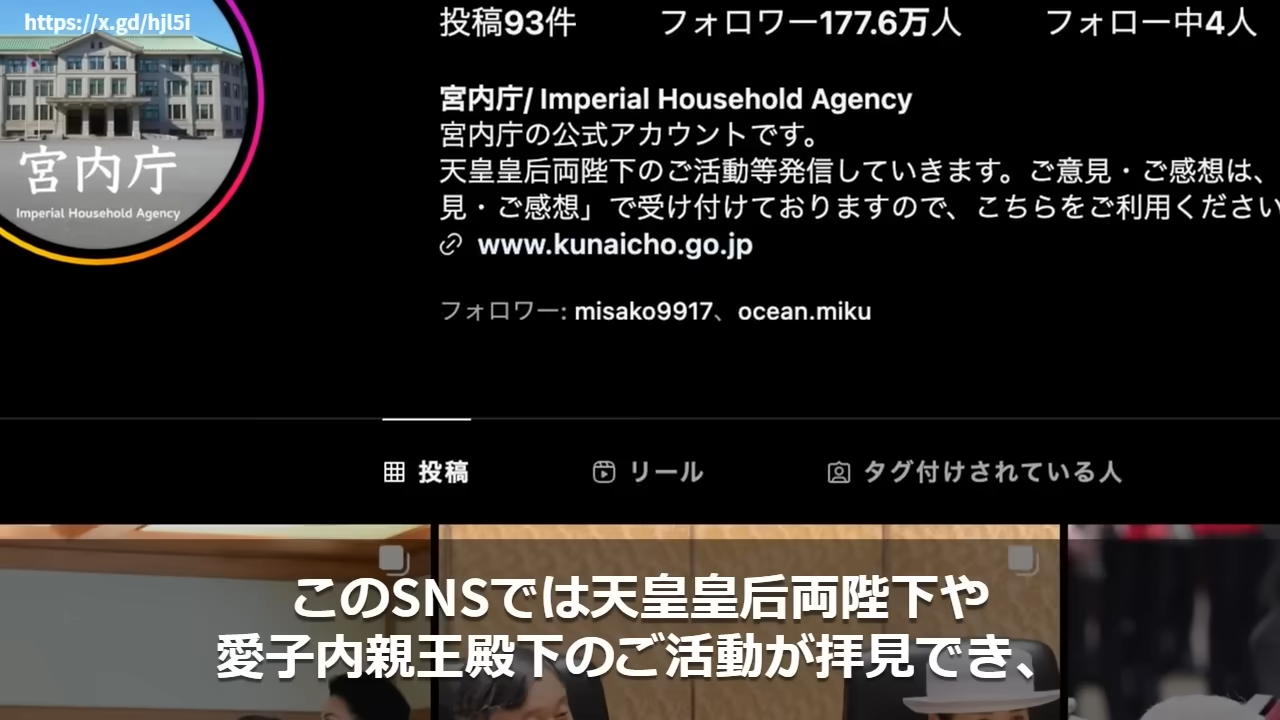 https://x.gd/hjl5i
投稿93件 フォロワー177.6万人 フォロー中4人
宮内庁
Imperial Household Agency
宮内庁/ Imperial Household Agency
宮内庁の公式アカウントです。
天皇皇后両陛下のご活動等発信していきます。ご意見・ご感想は、
見・ご感想」で受け付けておりますので、こちらをご利用ください
www.kunaicho.go.jp
フォロワー: misako9917、ocean.miku
投稿 リール タグ付けされている人
このSNSでは天皇皇后両陛下や
愛子内親王殿下のご活動が拝見でき、